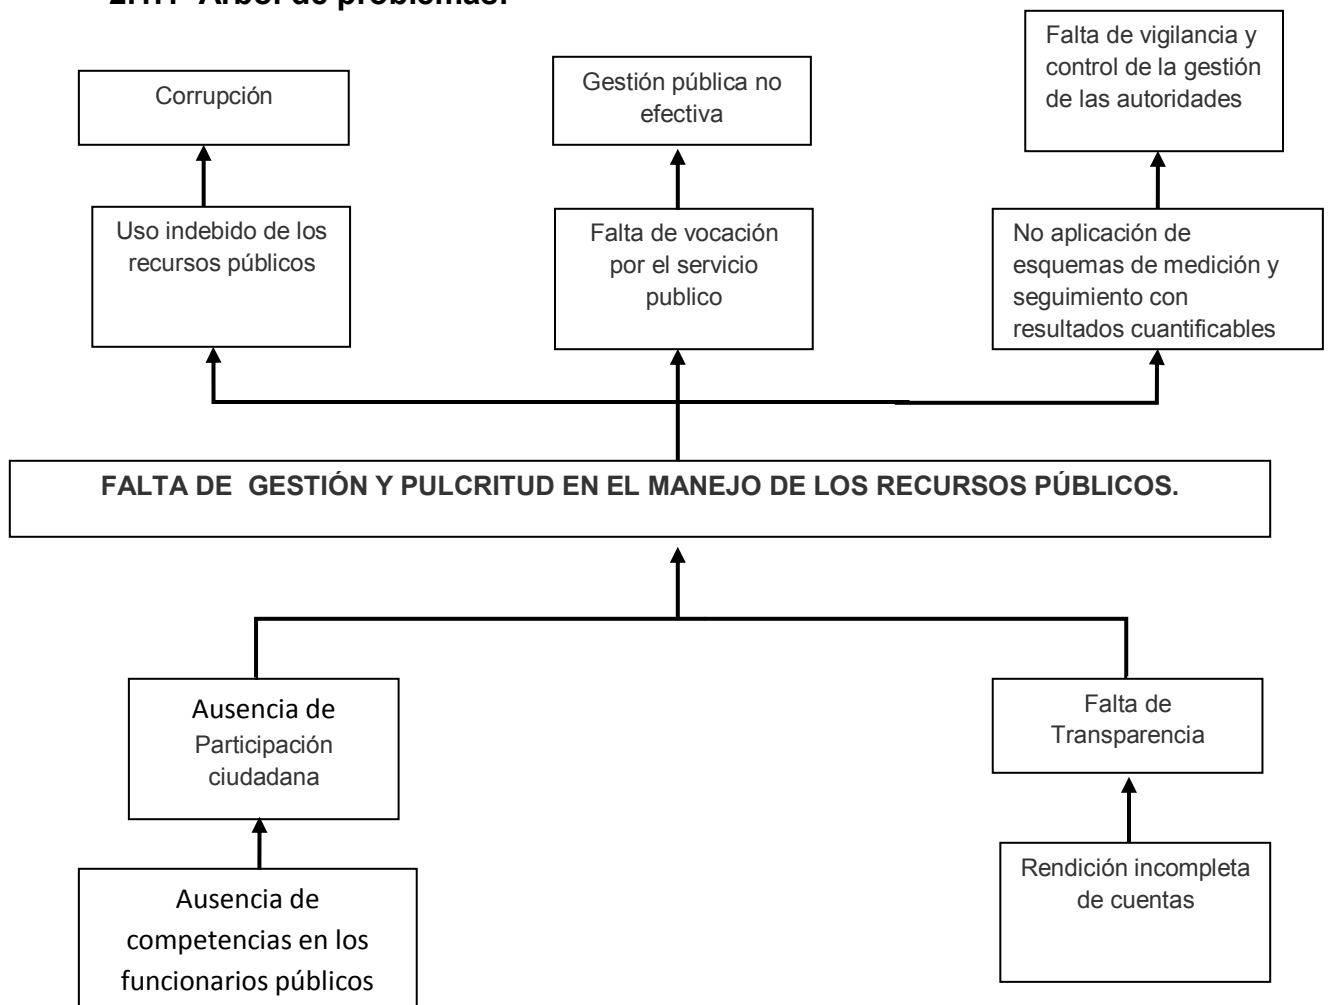 2.4.4 Árbol de problemas.
Corrupción
Gestión pública no
efectiva
Falta de vigilancia y
control de la gestión
de las autoridades
Uso indebido de los
recursos públicos
Falta de vocación
por el servicio
publico
No aplicación de
esquemas de medición y
seguimiento con
resultados cuantificables
FALTA DE GESTIÓN Y PULCRITUD EN EL MANEJO DE LOS RECURSOS PÚBLICOS.
Ausencia de
Participación
ciudadana
Falta de
Transparencia
Ausencia de
competencias en los
funcionarios públicos
Rendición incompleta
de cuentas